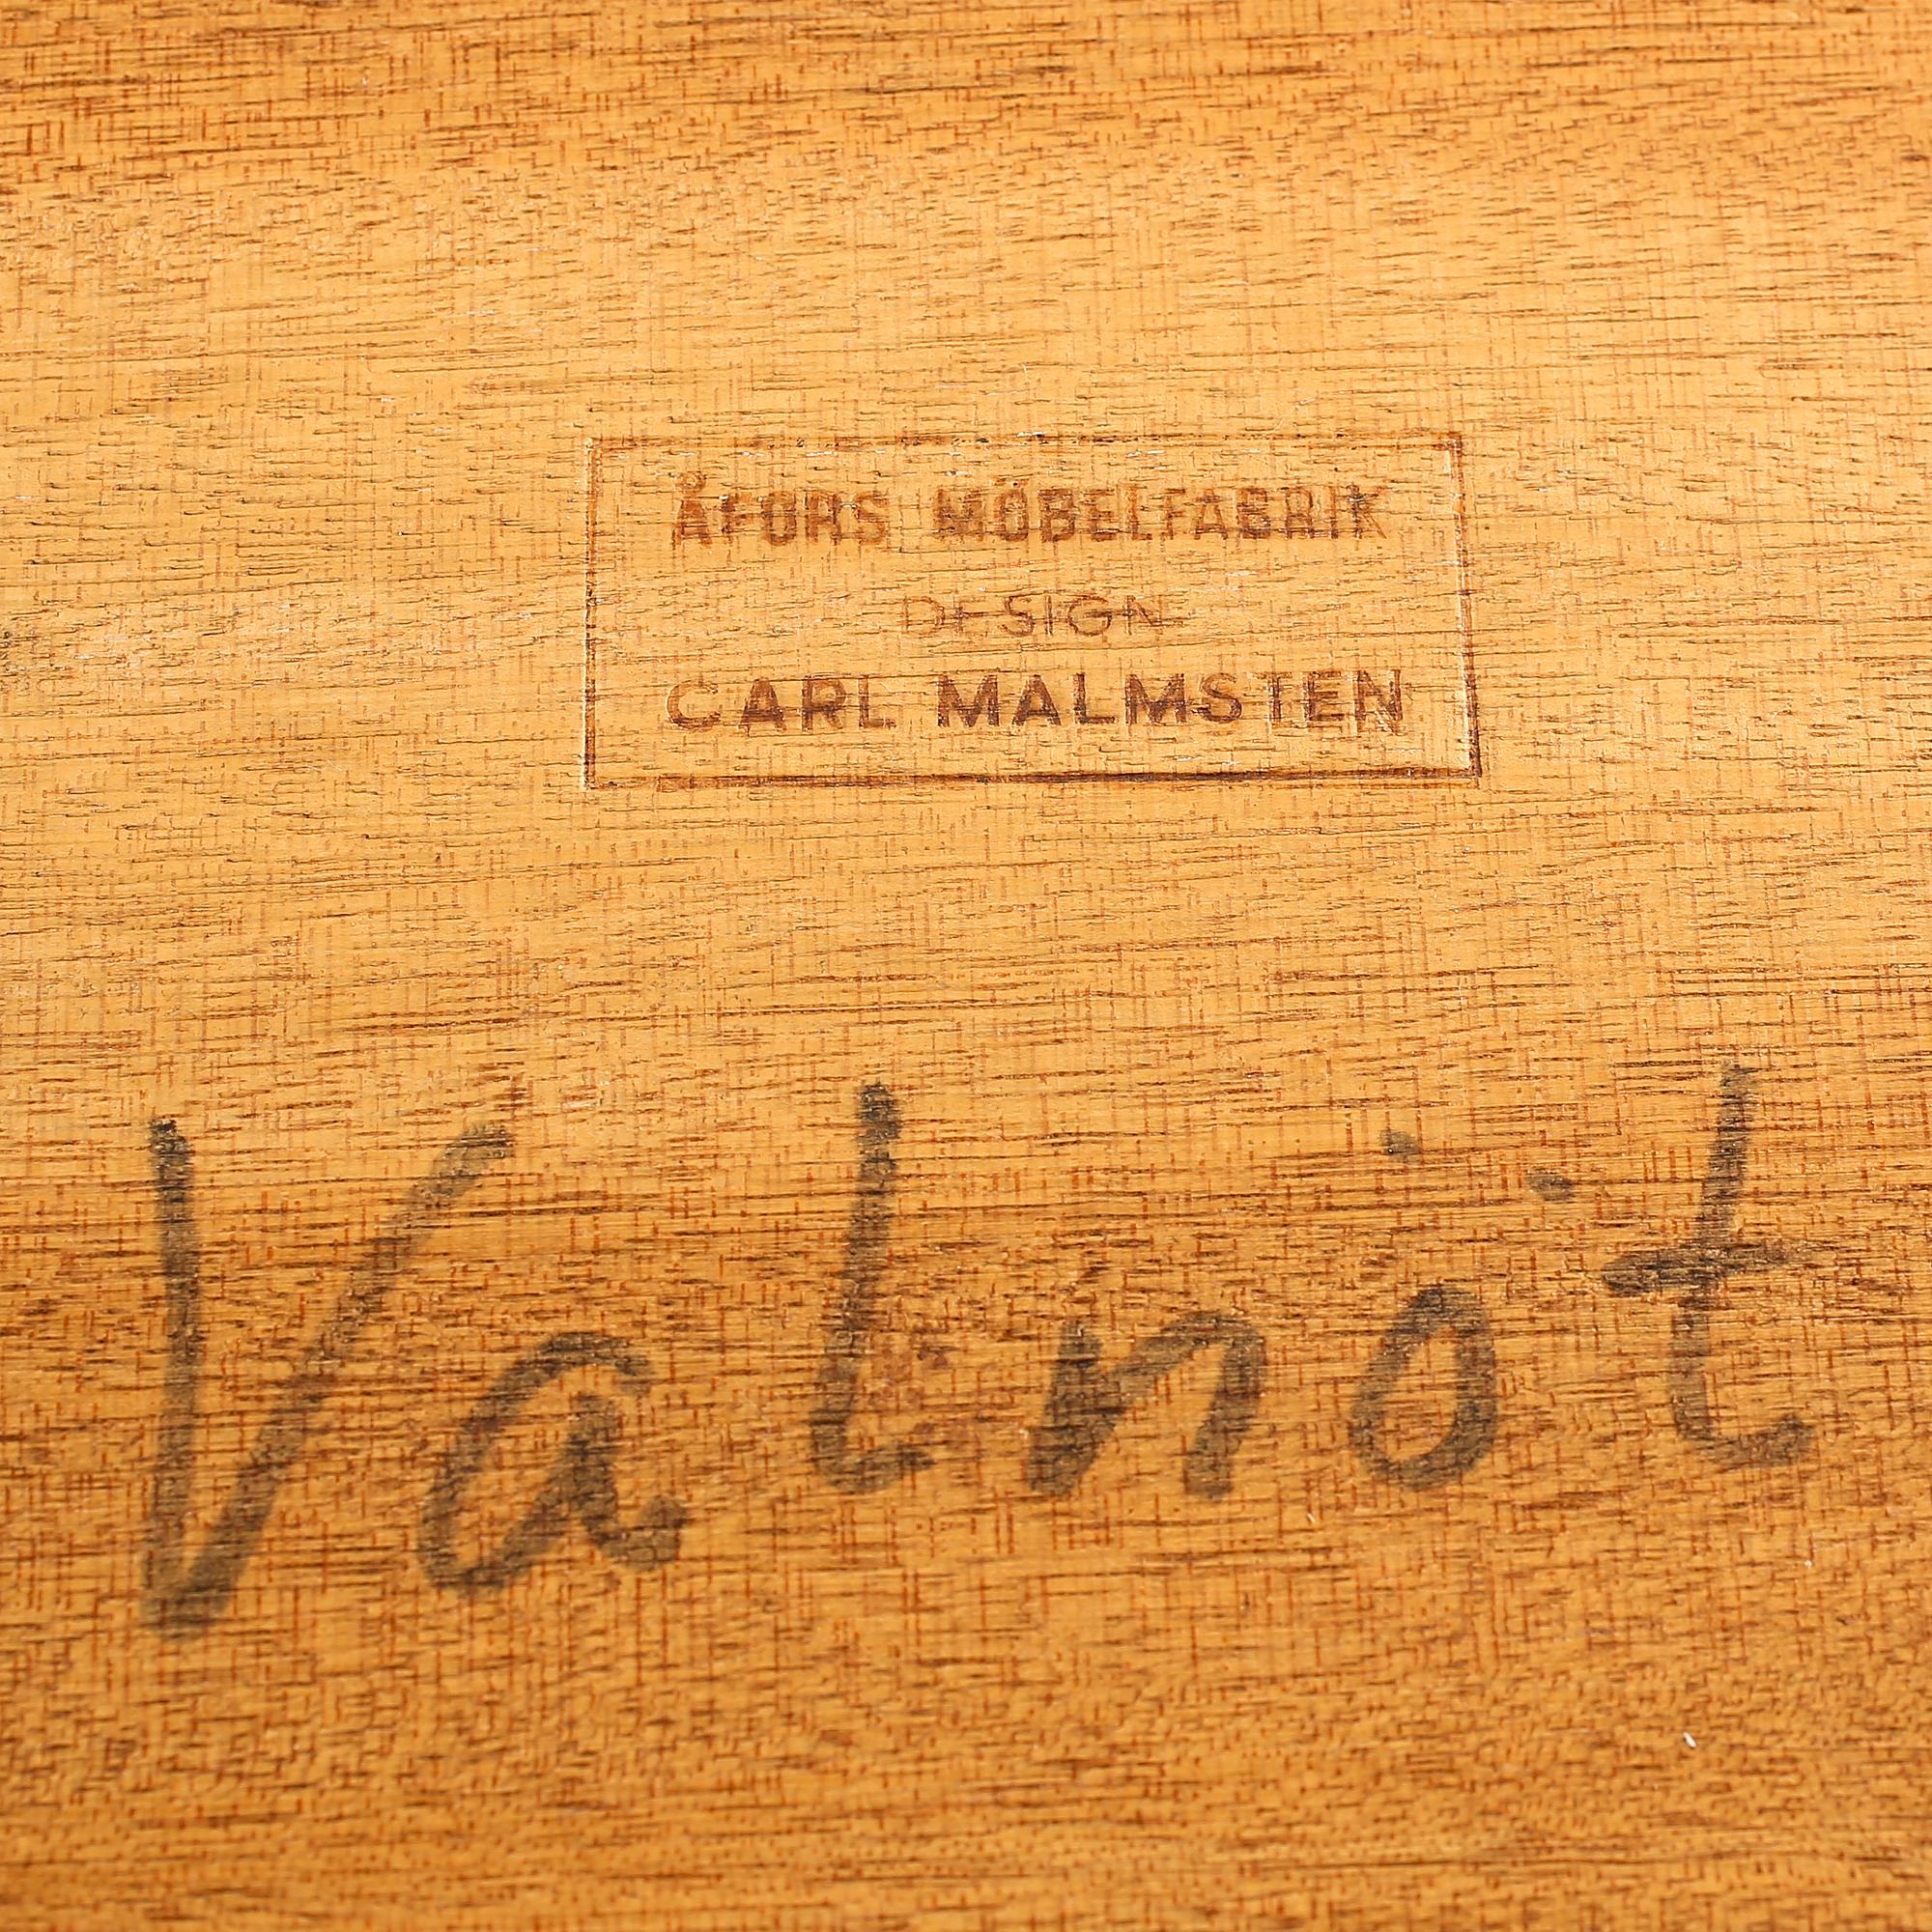 ÅFORS MÖBELFABRIK
DESIGN
CARL MALMSTEN
Valnöt